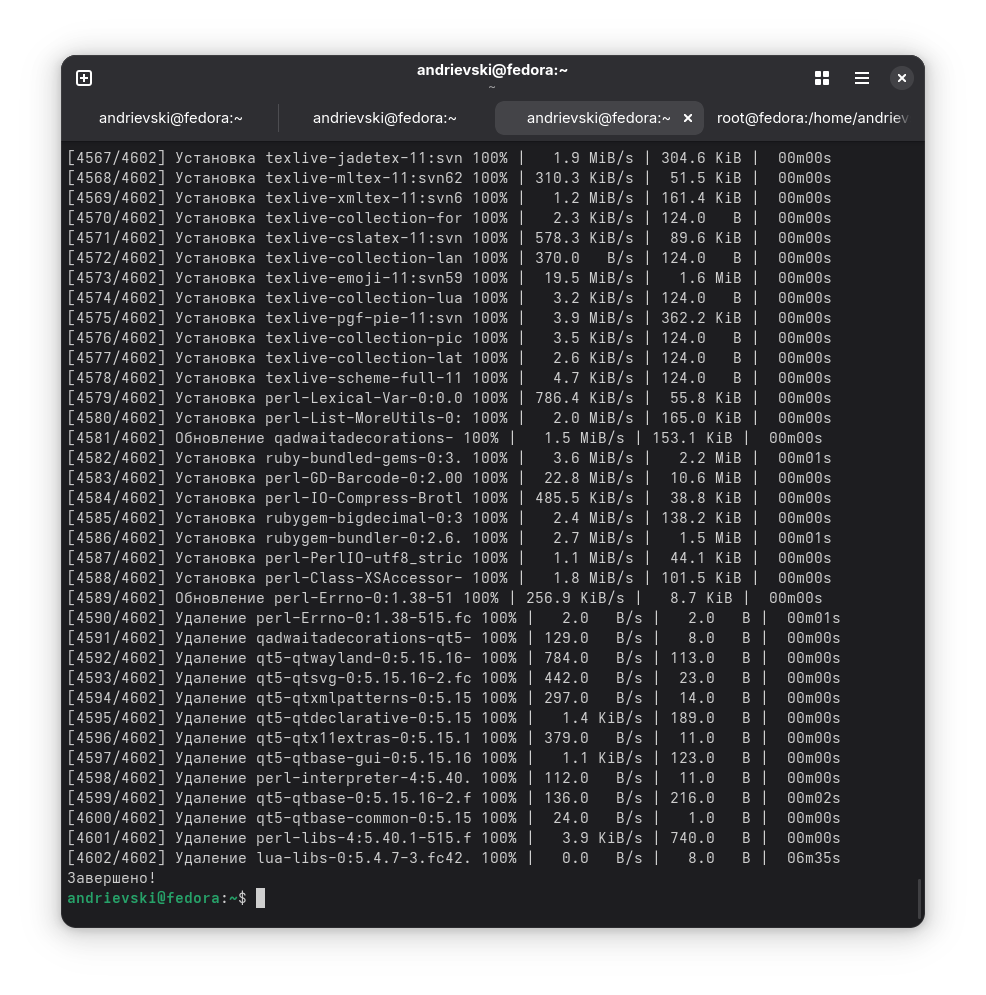 andrievski@fedora:~
~
andrievski@fedora:~ andrievski@fedora:~ andrievski@fedora:~ × root@fedora:/home/andriev
[4567/4602] Установка texlive-jadetex-11:svn 100% |   1.9 MiB/s | 304.6 KiB |  00m00s
[4568/4602] Установка texlive-mltex-11:svn62 100% | 310.3 KiB/s |  51.5 KiB |  00m00s
[4569/4602] Установка texlive-xmltex-11:svn6 100% |   1.2 MiB/s | 161.4 KiB |  00m00s
[4570/4602] Установка texlive-collection-for 100% |   2.3 KiB/s | 124.0   B |  00m00s
[4571/4602] Установка texlive-cslatex-11:svn 100% | 578.3 KiB/s |  89.6 KiB |  00m00s
[4572/4602] Установка texlive-collection-lan 100% | 370.0   B/s | 124.0   B |  00m00s
[4573/4602] Установка texlive-emoji-11:svn59 100% |  19.5 MiB/s |   1.6 MiB |  00m00s
[4574/4602] Установка texlive-collection-lua 100% |   3.2 KiB/s | 124.0   B |  00m00s
[4575/4602] Установка texlive-pgf-pie-11:svn 100% |   3.9 MiB/s | 362.2 KiB |  00m00s
[4576/4602] Установка texlive-collection-pic 100% |   3.5 KiB/s | 124.0   B |  00m00s
[4577/4602] Установка texlive-collection-lat 100% |   2.6 KiB/s | 124.0   B |  00m00s
[4578/4602] Установка texlive-scheme-full-11 100% |   4.7 KiB/s | 124.0   B |  00m00s
[4579/4602] Установка perl-Lexical-Var-0:0.0 100% | 786.4 KiB/s |  55.8 KiB |  00m00s
[4580/4602] Установка perl-List-MoreUtils-0: 100% |   2.0 MiB/s | 165.0 KiB |  00m00s
[4581/4602] Обновление qadwaitadecorations- 100% |   1.5 MiB/s | 153.1 KiB |  00m00s
[4582/4602] Установка ruby-bundled-gems-0:3. 100% |   3.6 MiB/s |   2.2 MiB |  00m01s
[4583/4602] Установка perl-GD-Barcode-0:2.00 100% |  22.8 MiB/s |  10.6 MiB |  00m00s
[4584/4602] Установка perl-IO-Compress-Brotl 100% | 485.5 KiB/s |  38.8 KiB |  00m00s
[4585/4602] Установка rubygem-bigdecimal-0:3 100% |   2.4 MiB/s | 138.2 KiB |  00m00s
[4586/4602] Установка rubygem-bundler-0:2.6. 100% |   2.7 MiB/s |   1.5 MiB |  00m01s
[4587/4602] Установка perl-PerlIO-utf8_stric 100% |   1.1 MiB/s |  44.1 KiB |  00m00s
[4588/4602] Установка perl-Class-XSAccessor- 100% |   1.8 MiB/s | 101.5 KiB |  00m00s
[4589/4602] Обновление perl-Errno-0:1.38-51 100% | 256.9 KiB/s |   8.7 KiB |  00m00s
[4590/4602] Удаление perl-Errno-0:1.38-515.fc 100% |   2.0   B/s |   2.0   B |  00m01s
[4591/4602] Удаление qadwaitadecorations-qt5- 100% | 129.0   B/s |   8.0   B |  00m00s
[4592/4602] Удаление qt5-qtwayland-0:5.15.16- 100% | 784.0   B/s | 113.0   B |  00m00s
[4593/4602] Удаление qt5-qtsvg-0:5.15.16-2.fc 100% | 442.0   B/s |  23.0   B |  00m00s
[4594/4602] Удаление qt5-qtxmlpatterns-0:5.15 100% | 297.0   B/s |  14.0   B |  00m00s
[4595/4602] Удаление qt5-qtdeclarative-0:5.15 100% |   1.4 KiB/s | 189.0   B |  00m00s
[4596/4602] Удаление qt5-qtx11extras-0:5.15.1 100% | 379.0   B/s |  11.0   B |  00m00s
[4597/4602] Удаление qt5-qtbase-gui-0:5.15.16 100% |   1.1 KiB/s | 123.0   B |  00m00s
[4598/4602] Удаление perl-interpreter-4:5.40. 100% | 112.0   B/s |  11.0   B |  00m00s
[4599/4602] Удаление qt5-qtbase-0:5.15.16-2.f 100% | 136.0   B/s | 216.0   B |  00m02s
[4600/4602] Удаление qt5-qtbase-common-0:5.15 100% |  24.0   B/s |   1.0   B |  00m00s
[4601/4602] Удаление perl-libs-4:5.40.1-515.f 100% |   3.9 KiB/s | 740.0   B |  00m00s
[4602/4602] Удаление lua-libs-0:5.4.7-3.fc42. 100% |   0.0   B/s |   8.0   B |  06m35s
Завершено!
andrievski@fedora:~$